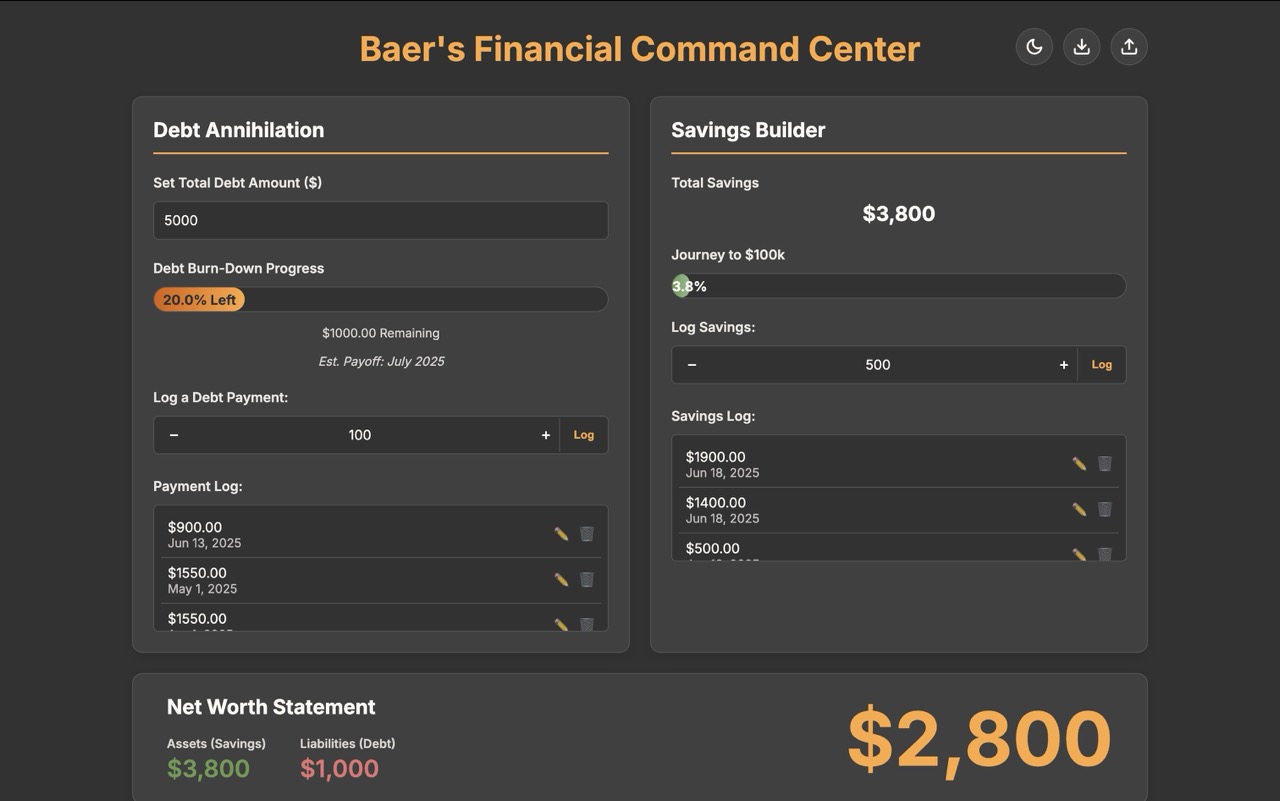 Baer's Financial Command Center
Debt Annihilation
Set Total Debt Amount ($)
5000
Debt Burn-Down Progress
20.0% Left
$1000.00 Remaining
Est. Payoff: July 2025
Log a Debt Payment:
− 100 + Log
Payment Log:
$900.00
Jun 13, 2025
$1550.00
May 1, 2025
$1550.00
Savings Builder
Total Savings
$3,800
Journey to $100k
3.8%
Log Savings:
− 500 + Log
Savings Log:
$1900.00
Jun 18, 2025
$1400.00
Jun 18, 2025
$500.00
Net Worth Statement
Assets (Savings) Liabilities (Debt)
$3,800 $1,000
$2,800